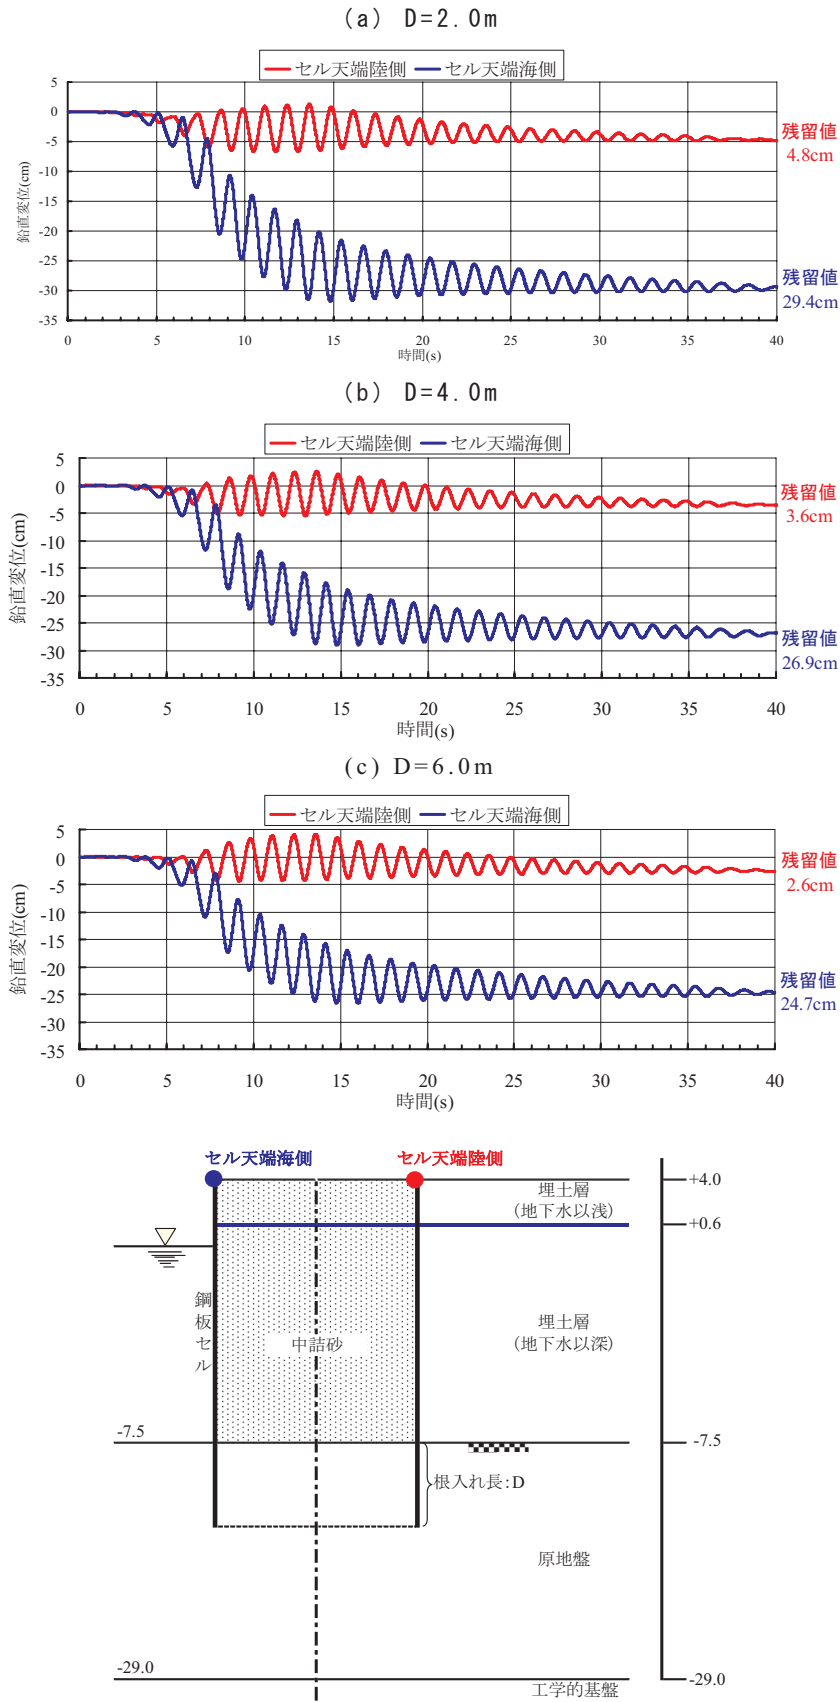 (a) D=2.0m
セル天端陸側 セル天端海側
5
0
-5
-10
-15
-20
-25
-30
-35
鉛直変位(cm)
残留値
4.8cm
残留値
29.4cm
0 5 10 15 20 25 30 35 40
時間(s)
(b) D=4.0m
セル天端陸側 セル天端海側
5
0
-5
-10
-15
-20
-25
-30
-35
鉛直変位(cm)
残留値
3.6cm
残留値
26.9cm
0 5 10 15 20 25 30 35 40
時間(s)
(c) D=6.0m
セル天端陸側 セル天端海側
5
0
-5
-10
-15
-20
-25
-30
-35
鉛直変位(cm)
残留値
2.6cm
残留値
24.7cm
0 5 10 15 20 25 30 35 40
時間(s)
セル天端海側 セル天端陸側
+4.0
埋土層
(地下水以浅)
+0.6
鋼板セル
中詰砂
埋土層
(地下水以深)
-7.5
-7.5
根入れ長:D
原地盤
-29.0
-29.0
工学的基盤